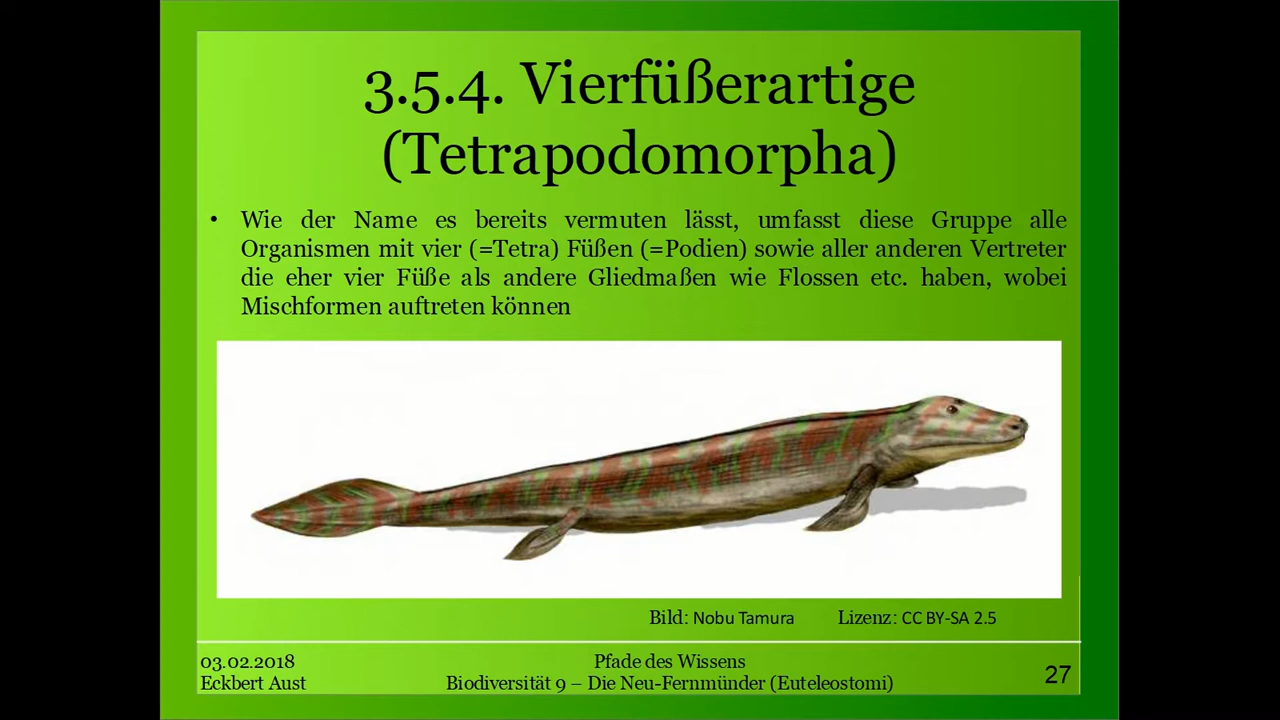 3.5.4. Vierfüßerartige
(Tetrapodomorpha)
• Wie der Name es bereits vermuten lässt, umfasst diese Gruppe alle
Organismen mit vier (=Tetra) Füßen (=Podien) sowie aller anderen Vertreter
die eher vier Füße als andere Gliedmaßen wie Flossen etc. haben, wobei
Mischformen auftreten können
Bild: Nobu Tamura Lizenz: CC BY-SA 2.5
03.02.2018
Eckbert Aust
Pfade des Wissens
Biodiversität 9 – Die Neu-Fernmünder (Euteleostomi)
27